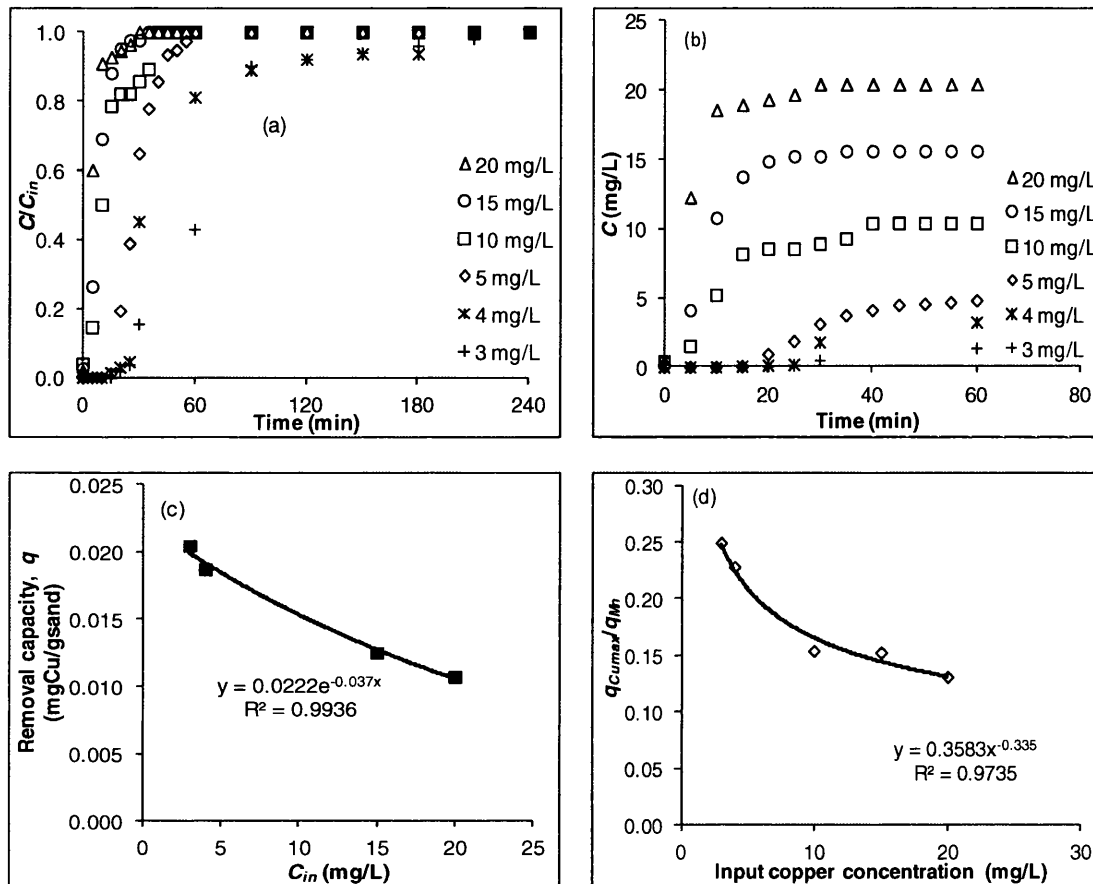 (a)
C/C_in
1.0
0.8
0.6
0.4
0.2
0.0
0 60 120 180 240
Time (min)
20 mg/L
15 mg/L
10 mg/L
5 mg/L
4 mg/L
3 mg/L
(b)
C (mg/L)
25
20
15
10
5
0
0 20 40 60 80
Time (min)
20 mg/L
15 mg/L
10 mg/L
5 mg/L
4 mg/L
3 mg/L
(c)
Removal capacity, q
(mgCu/gsand)
0.025
0.020
0.015
0.010
0.005
0.000
y = 0.0222e^-0.037x
R² = 0.9936
0 5 10 15 20 25
C_in (mg/L)
(d)
q_Cumax/q_Mn
0.30
0.25
0.20
0.15
0.10
0.05
0.00
y = 0.3583x^-0.335
R² = 0.9735
0 10 20 30
Input copper concentration (mg/L)